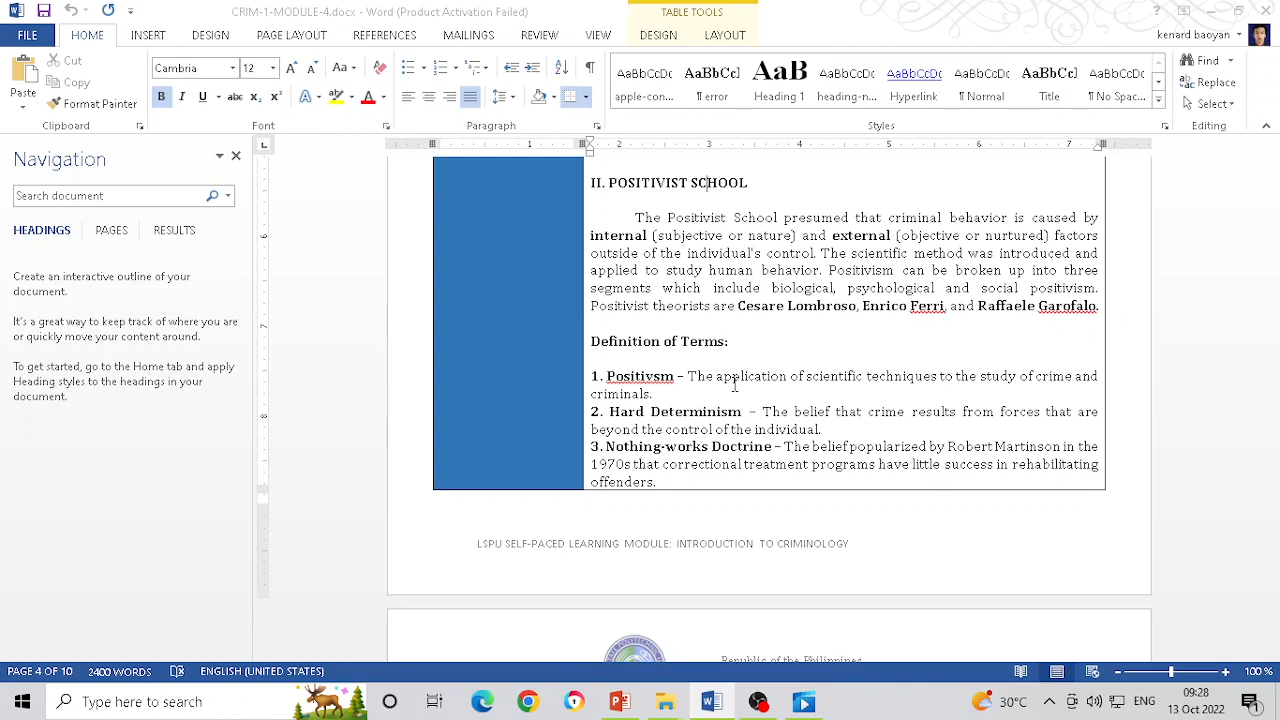 CRIM-1-MODULE-4.docx - Word (Product Activation Failed)
TABLE TOOLS
FILE HOME INSERT DESIGN PAGE LAYOUT REFERENCES MAILINGS REVIEW VIEW DESIGN LAYOUT kenard baoyan
Paste
Cut
Copy
Format Painter
Clipboard
Cambria 12
Font
Paragraph
AaBbCcDc AaBbCcI AaB AaBbCcDc AaBbCcDc AaBbCcDc AaBbCcDc AaBbCcDc
apple-con... ¶ error Heading 1 heading-n... Hyperlink ¶ Normal Title ¶ No Spac...
Styles
Find
Replace
Select
Editing
Navigation
Search document
HEADINGS PAGES RESULTS
Create an interactive outline of your
document.
It's a great way to keep track of where you are
or quickly move your content around.
To get started, go to the Home tab and apply
Heading styles to the headings in your
document.
1 2 3 4 5 6 7
6
7
8
II. POSITIVIST SCHOOL
The Positivist School presumed that criminal behavior is caused by
internal (subjective or nature) and external (objective or nurtured) factors
outside of the individual's control. The scientific method was introduced and
applied to study human behavior. Positivism can be broken up into three
segments which include biological, psychological and social positivism.
Positivist theorists are Cesare Lombroso, Enrico Ferri, and Raffaele Garofalo.
Definition of Terms:
1. Positivsm – The application of scientific techniques to the study of crime and
criminals.
2. Hard Determinism – The belief that crime results from forces that are
beyond the control of the individual.
3. Nothing-works Doctrine – The belief popularized by Robert Martinson in the
1970s that correctional treatment programs have little success in rehabilitating
offenders.
LSPU SELF-PACED LEARNING MODULE: INTRODUCTION TO CRIMINOLOGY
Republic of the Philippines
PAGE 4 OF 10 2400 WORDS ENGLISH (UNITED STATES) 100 %
Type here to search
30°C
ENG
09:28
13 Oct 2022